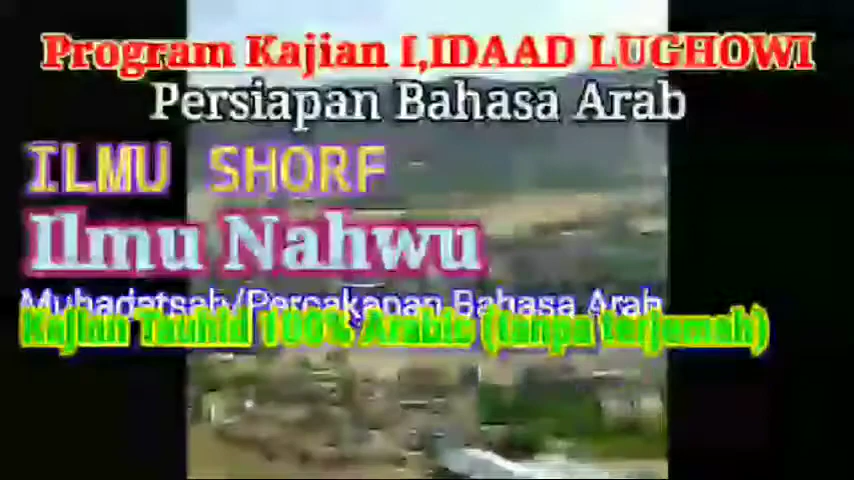 Program Kajian I,IDAAD LUGHOWI
Persiapan Bahasa Arab
ILMU SHORF
Ilmu Nahwu
Muhadatsah/Percakapan Bahasa Arab
Kajian Tauhid 100% Arabic (tanpa terjemah)